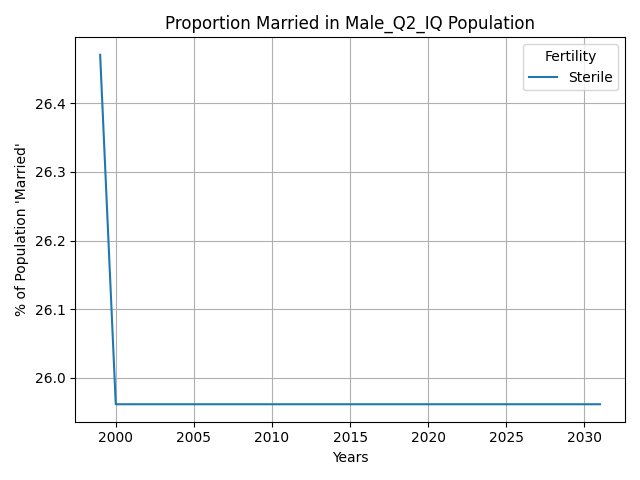 Proportion Married in Male_Q2_IQ Population
Fertility
Sterile
% of Population 'Married'
26.4
26.3
26.2
26.1
26.0
2000 2005 2010 2015 2020 2025 2030
Years